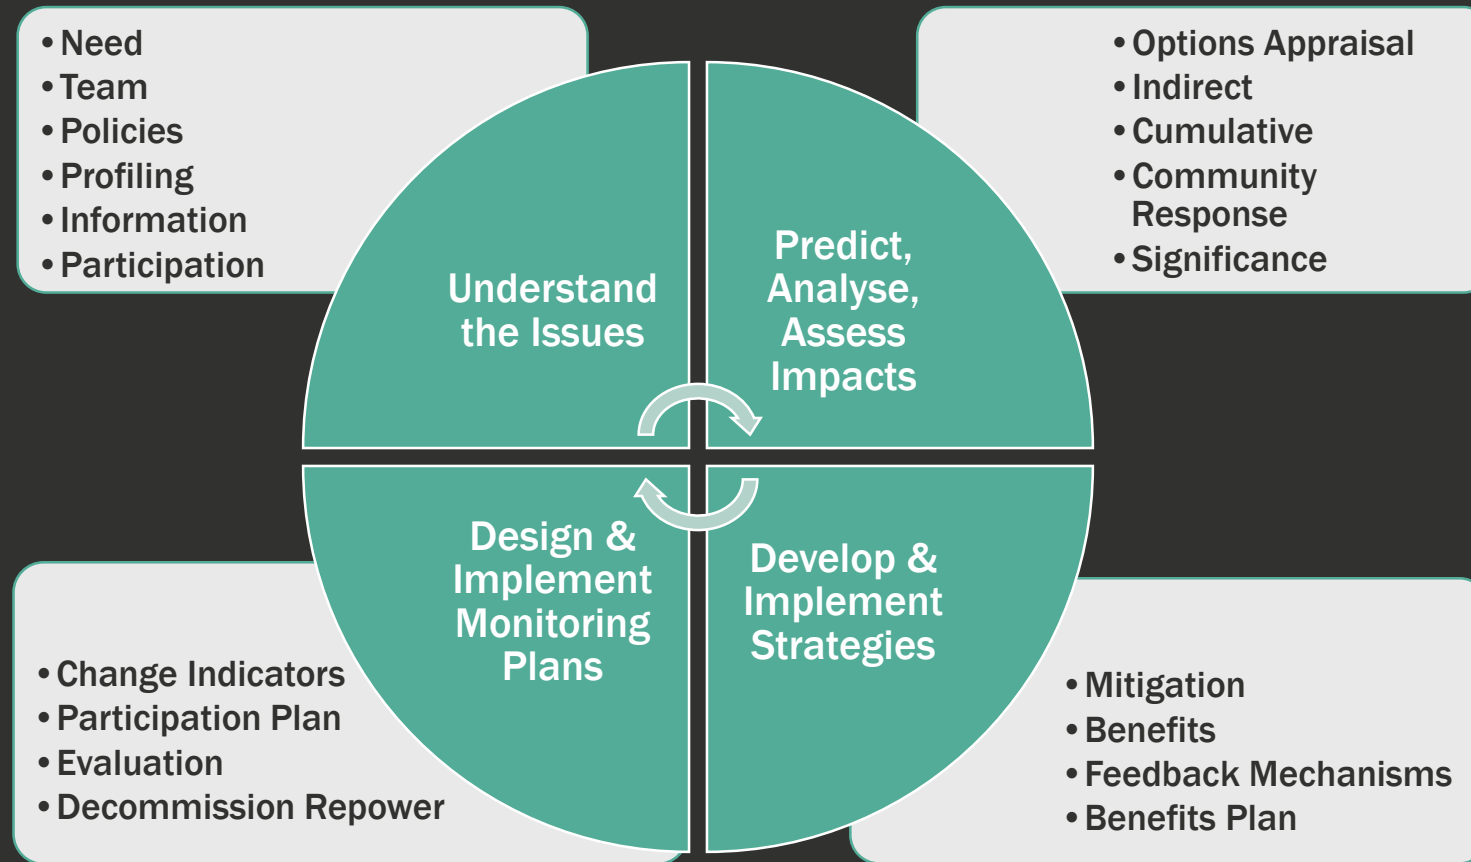 • Need
• Team
• Policies
• Profiling
• Information
• Participation
Understand
the Issues
• Options Appraisal
• Indirect
• Cumulative
• Community
Response
• Significance
Predict,
Analyse,
Assess
Impacts
Design &
Implement
Monitoring
Plans
• Change Indicators
• Participation Plan
• Evaluation
• Decommission Repower
Develop &
Implement
Strategies
• Mitigation
• Benefits
• Feedback Mechanisms
• Benefits Plan